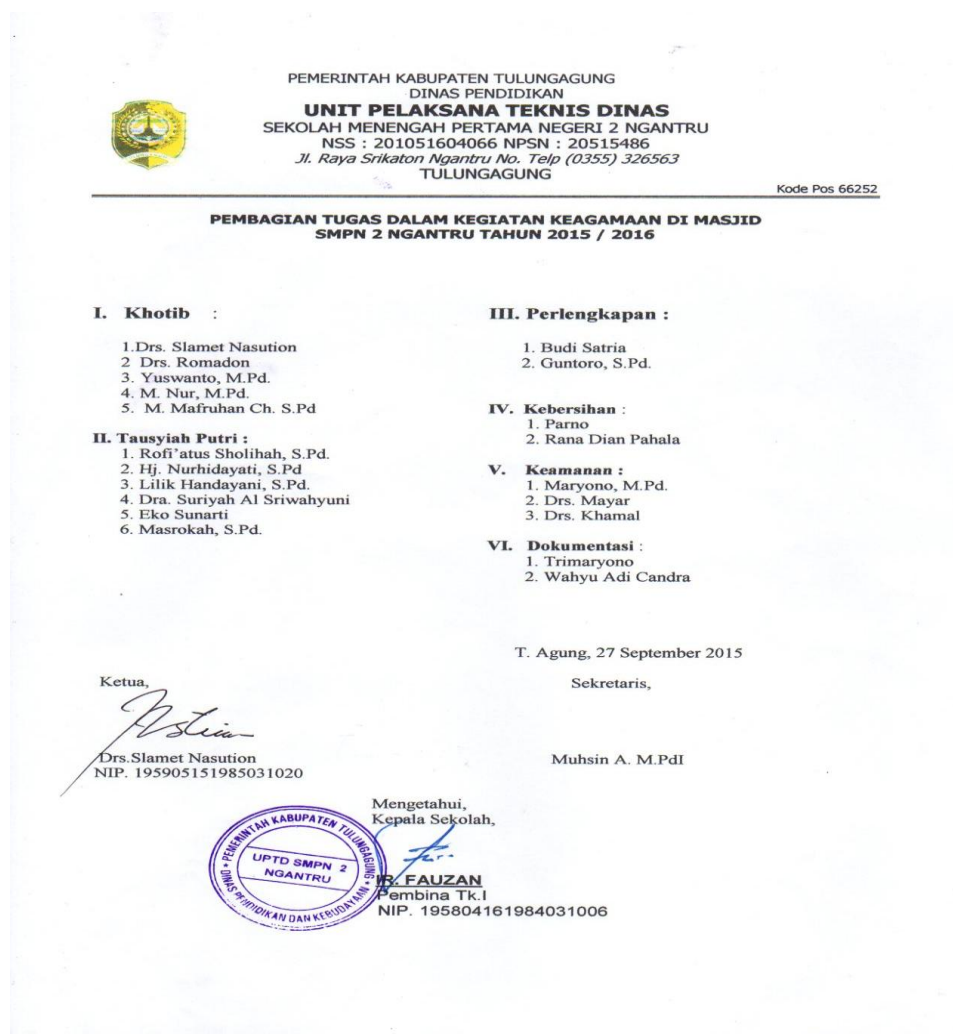 PEMERINTAH KABUPATEN TULUNGAGUNG
DINAS PENDIDIKAN
UNIT PELAKSANA TEKNIS DINAS
SEKOLAH MENENGAH PERTAMA NEGERI 2 NGANTRU
NSS : 201051604066 NPSN : 20515486
Jl. Raya Srikaton Ngantru No. Telp (0355) 326563
TULUNGAGUNG
Kode Pos 66252
PEMBAGIAN TUGAS DALAM KEGIATAN KEAGAMAAN DI MASJID
SMPN 2 NGANTRU TAHUN 2015 / 2016
I. Khotib :
1.Drs. Slamet Nasution
2 Drs. Romadon
3. Yuswanto, M.Pd.
4. M. Nur, M.Pd.
5. M. Mafruhan Ch. S.Pd
II. Tausyiah Putri :
1. Rofi'atus Sholihah, S.Pd.
2. Hj. Nurhidayati, S.Pd
3. Lilik Handayani, S.Pd.
4. Dra. Suriyah Al Sriwahyuni
5. Eko Sunarti
6. Masrokah, S.Pd.
III. Perlengkapan :
1. Budi Satria
2. Guntoro, S.Pd.
IV. Kebersihan :
1. Parno
2. Rana Dian Pahala
V. Keamanan :
1. Maryono, M.Pd.
2. Drs. Mayar
3. Drs. Khamal
VI. Dokumentasi :
1. Trimaryono
2. Wahyu Adi Candra
T. Agung, 27 September 2015
Ketua,
Drs.Slamet Nasution
NIP. 195905151985031020
Sekretaris,
Muhsin A. M.PdI
Mengetahui,
Kepala Sekolah,
IR. FAUZAN
Pembina Tk.I
NIP. 195804161984031006
PEMERINTAH KABUPATEN TULUNGAGUNG
UPTD SMPN 2
NGANTRU
DINAS PENDIDIKAN DAN KEBUDAYAAN